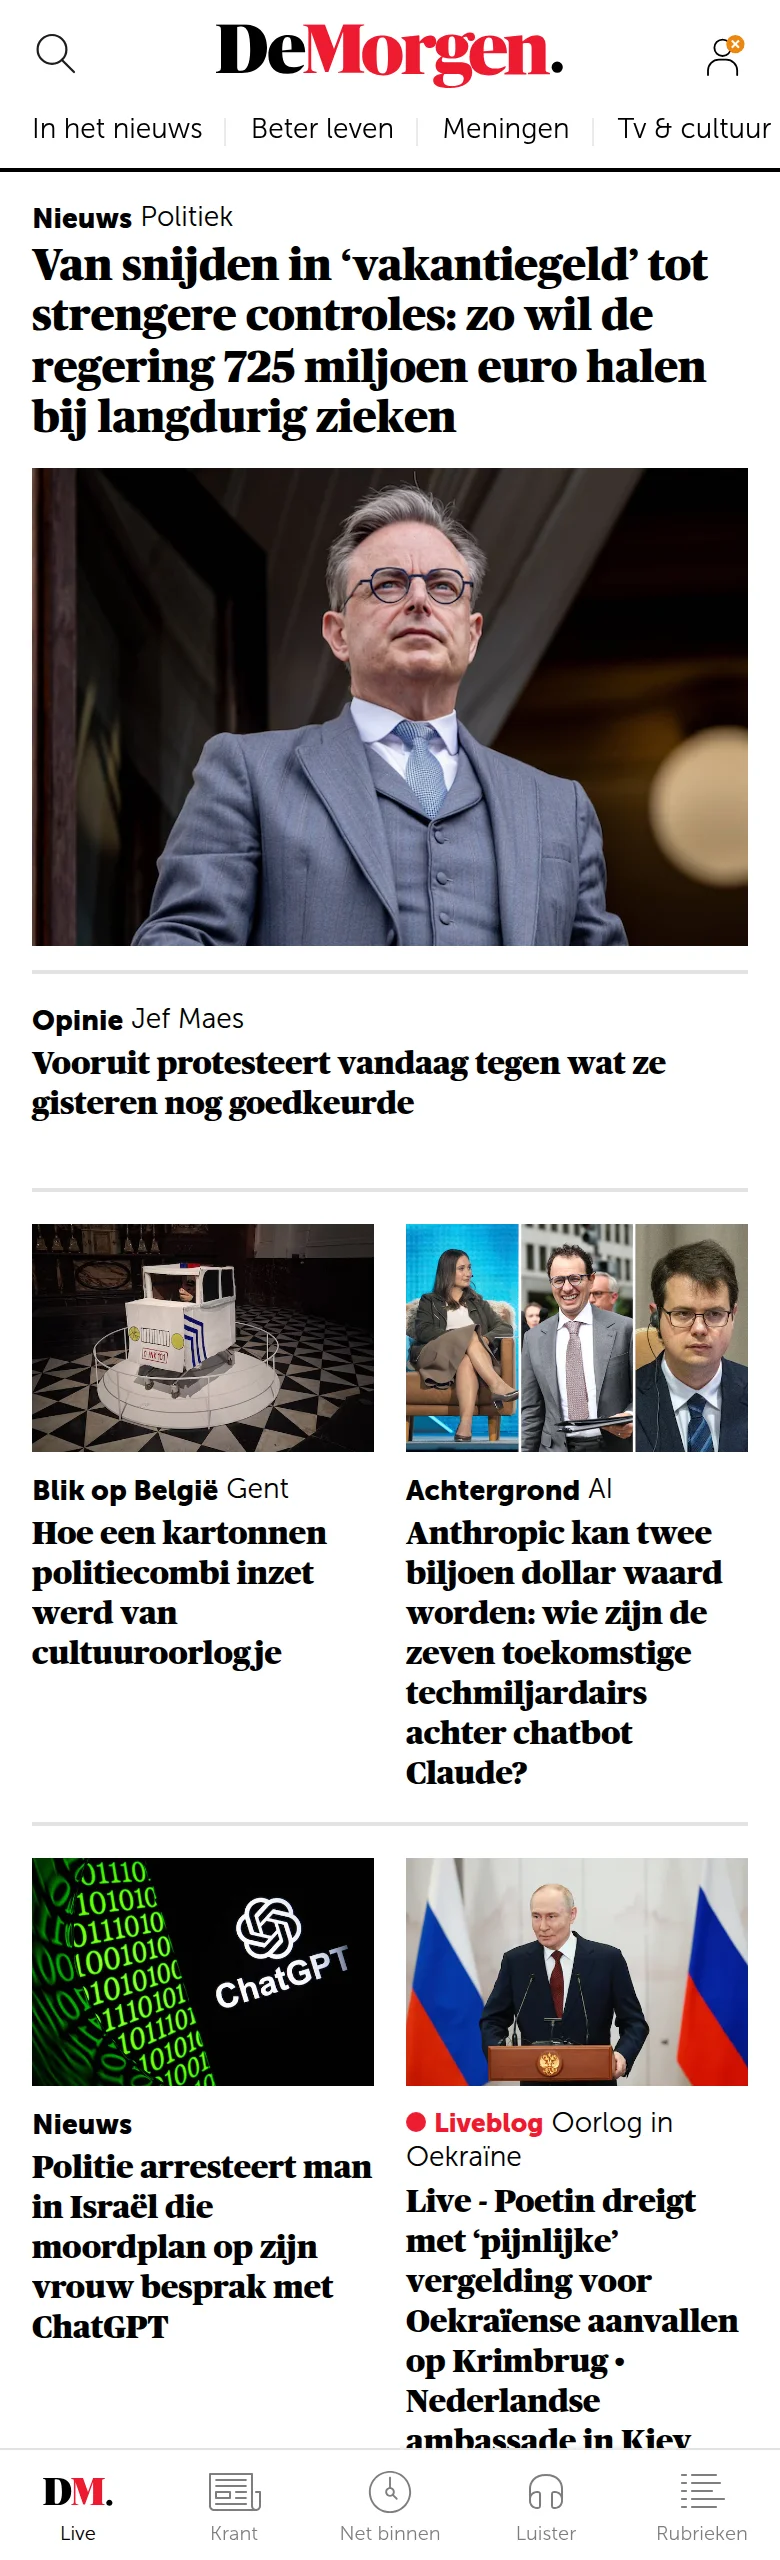 DeMorgen.
In het nieuws
Beter leven
Meningen
Tv & cultuur
Nieuws Politiek
Van snijden in ‘vakantiegeld’ tot
strengere controles: zo wil de
regering 725 miljoen euro halen
bij langdurig zieken
Opinie Jef Maes
Vooruit protesteert vandaag tegen wat ze
gisteren nog goedkeurde
Blik op België Gent
Hoe een kartonnen
politiecombi inzet
werd van
cultuuroorlogje
Achtergrond AI
Anthropic kan twee
biljoen dollar waard
worden: wie zijn de
zeven toekomstige
techmiljardairs
achter chatbot
Claude?
ChatGPT
Nieuws
Politie arresteert man
in Israël die
moordplan op zijn
vrouw besprak met
ChatGPT
Liveblog Oorlog in
Oekraïne
Live - Poetin dreigt
met ‘pijnlijke’
vergelding voor
Oekraïense aanvallen
op Krimbrug •
Nederlandse
ambassade in Kiev
DM.
Live
Krant
Net binnen
Luister
Rubrieken